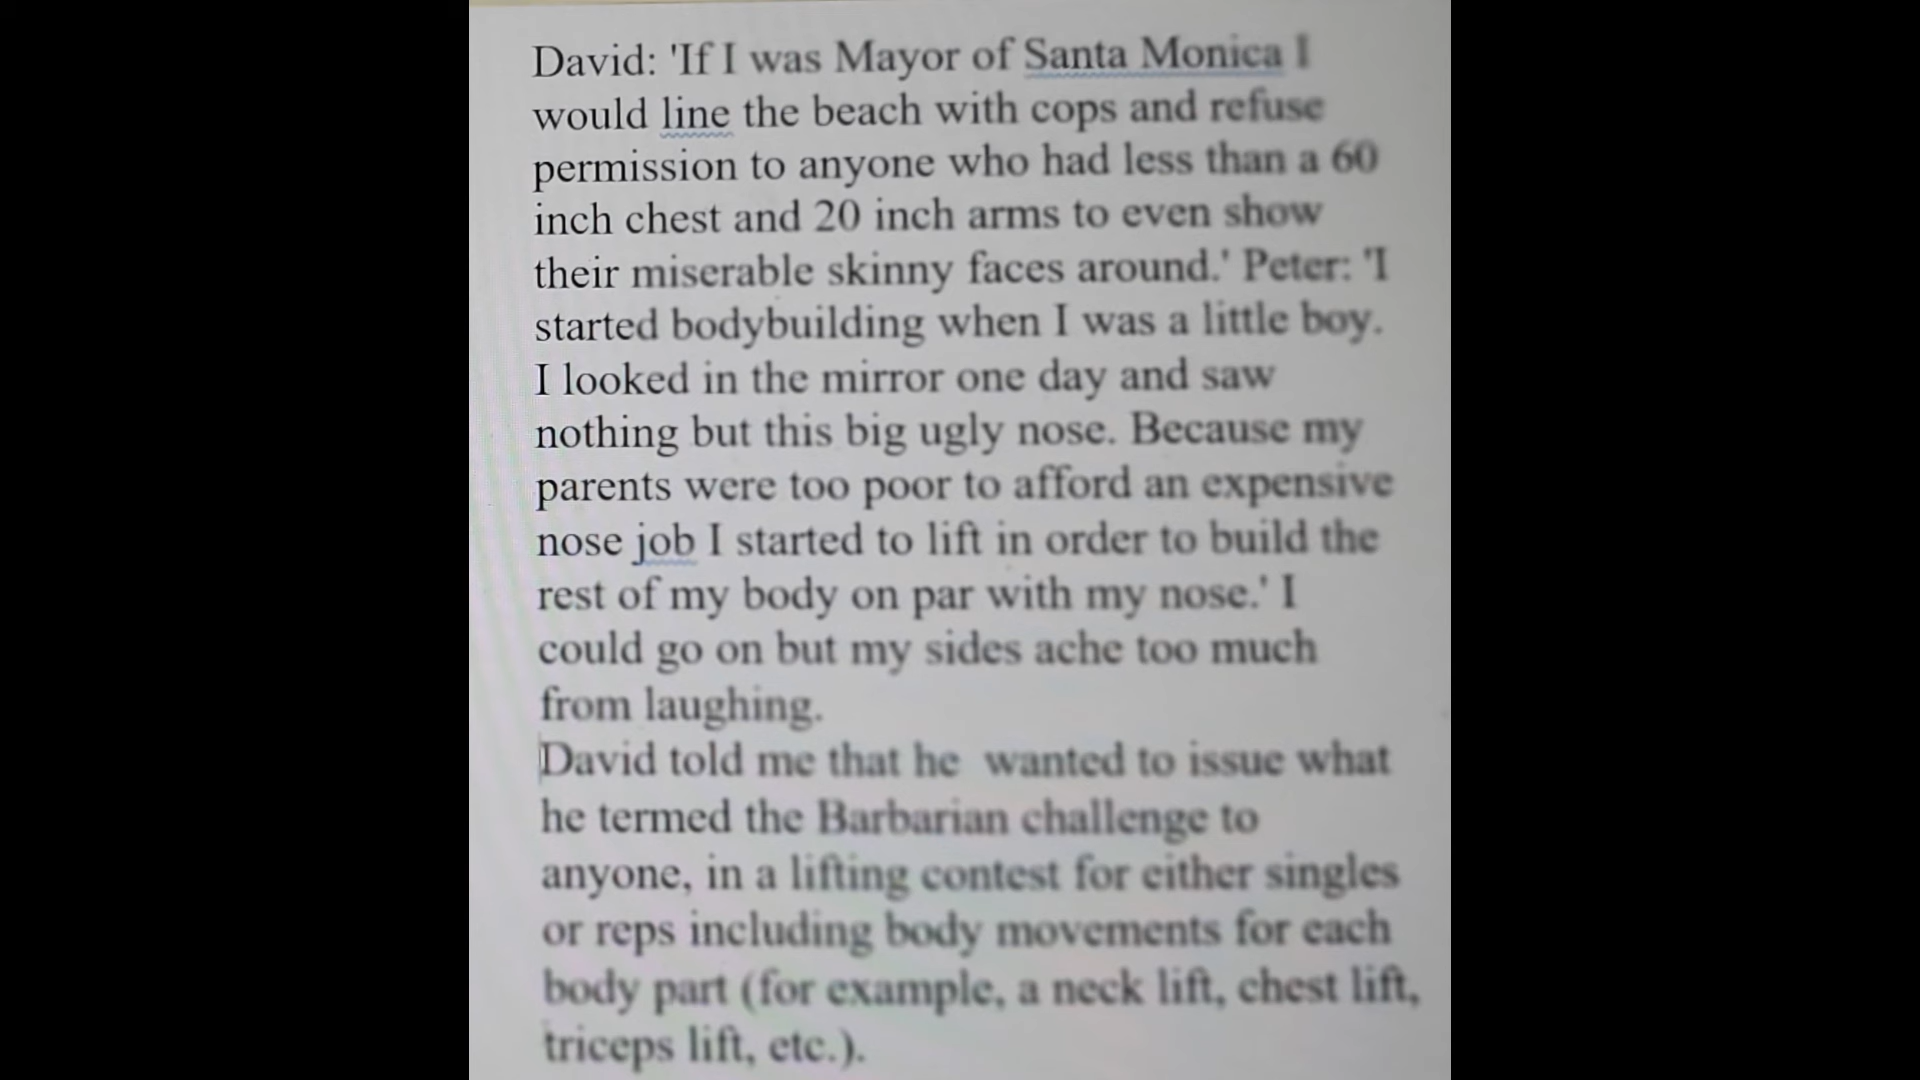 David: 'If I was Mayor of Santa Monica I
would line the beach with cops and refuse
permission to anyone who had less than a 60
inch chest and 20 inch arms to even show
their miserable skinny faces around.' Peter: 'I
started bodybuilding when I was a little boy.
I looked in the mirror one day and saw
nothing but this big ugly nose. Because my
parents were too poor to afford an expensive
nose job I started to lift in order to build the
rest of my body on par with my nose.' I
could go on but my sides ache too much
from laughing.
David told me that he  wanted to issue what
he termed the Barbarian challenge to
anyone, in a lifting contest for either singles
or reps including body movements for each
body part (for example, a neck lift, chest lift,
triceps lift, etc.).